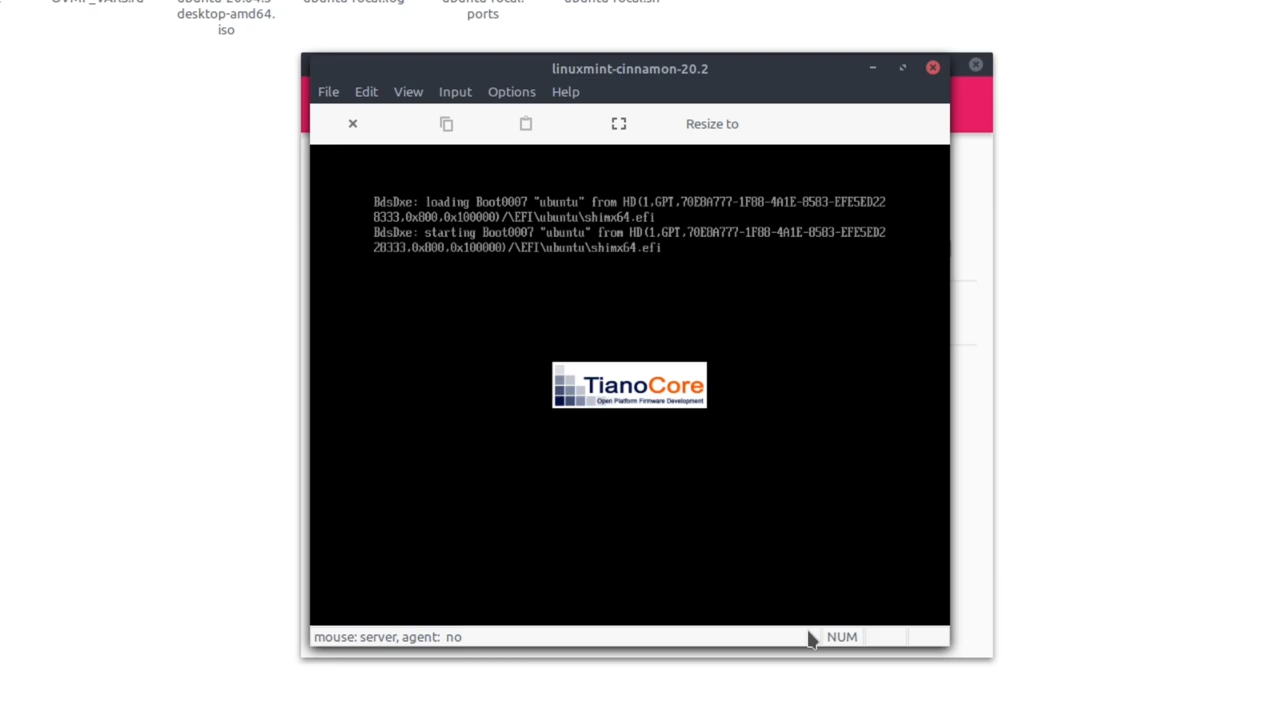 desktop-amd64.
ports
iso
linuxmint-cinnamon-20.2
File Edit View Input Options Help
Resize to
BdsDxe: loading Boot0007 "ubuntu" from HD(1,GPT,70E8A777-1F88-4A1E-8583-EFE5ED22
8333,0x800,0x100000)/\EFI\ubuntu\shimx64.efi
BdsDxe: starting Boot0007 "ubuntu" from HD(1,GPT,70E8A777-1F88-4A1E-8583-EFE5ED2
28333,0x800,0x100000)/\EFI\ubuntu\shimx64.efi
TianoCore
Open Platform Firmware Development
mouse: server, agent: no
NUM